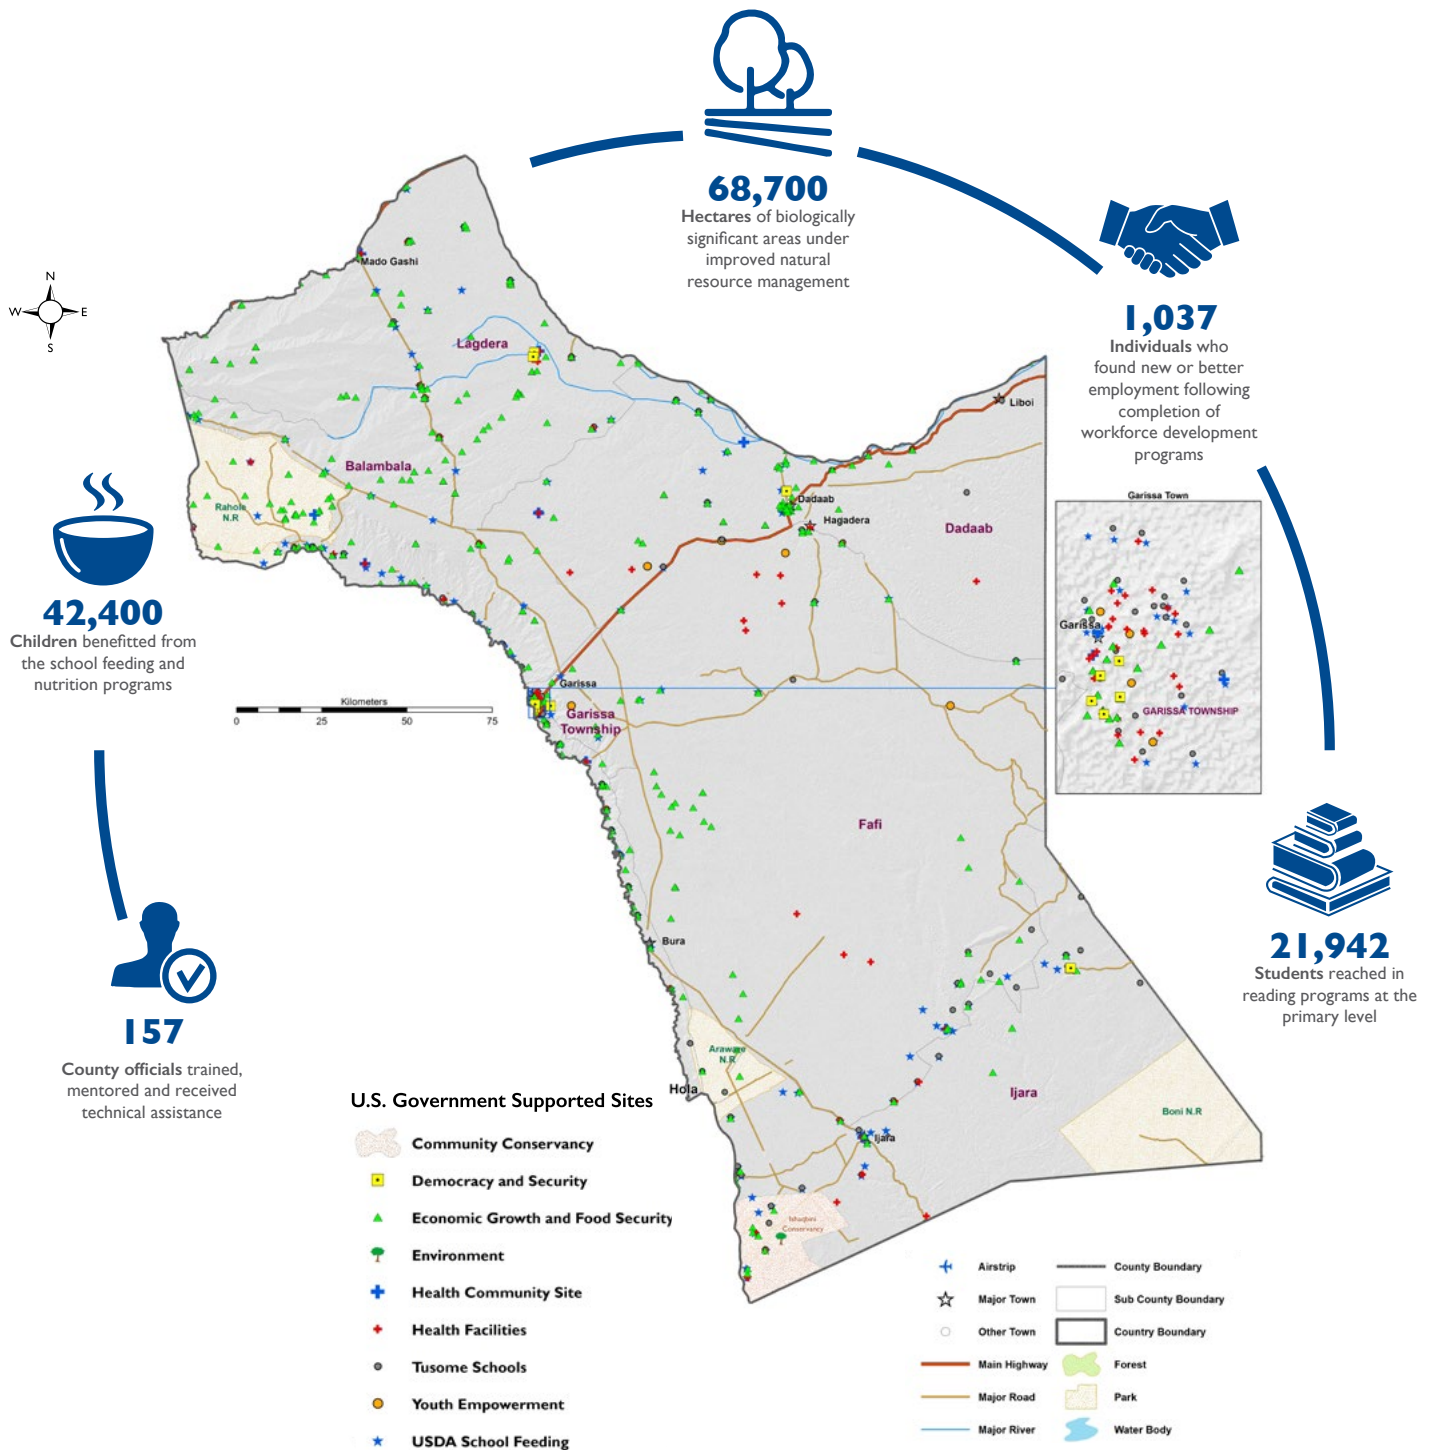 68,700
Hectares of biologically
significant areas under
improved natural
resource management
1,037
Individuals who
found new or better
employment following
completion of
workforce development
programs
N
W
E
S
Mado Gashi
Lagdera
Liboi
Balambala
Rahole
N.R
Dadaab
Hagadera
Dadaab
42,400
Children benefitted from
the school feeding and
nutrition programs
Kilometers
0 25 50 75
Garissa
Garissa
Township
Garissa Town
Garissa
GARISSA TOWNSHIP
Fafi
Bura
21,942
Students reached in
reading programs at the
primary level
157
County officials trained,
mentored and received
technical assistance
Arawale
N.R
Hola
Ijara
Boni N.R
Ijara
Ishaqbini
Conservancy
U.S. Government Supported Sites
Community Conservancy
Democracy and Security
Economic Growth and Food Security
Environment
Health Community Site
Health Facilities
Tusome Schools
Youth Empowerment
USDA School Feeding
Airstrip
Major Town
Other Town
Main Highway
Major Road
Major River
County Boundary
Sub County Boundary
Country Boundary
Forest
Park
Water Body